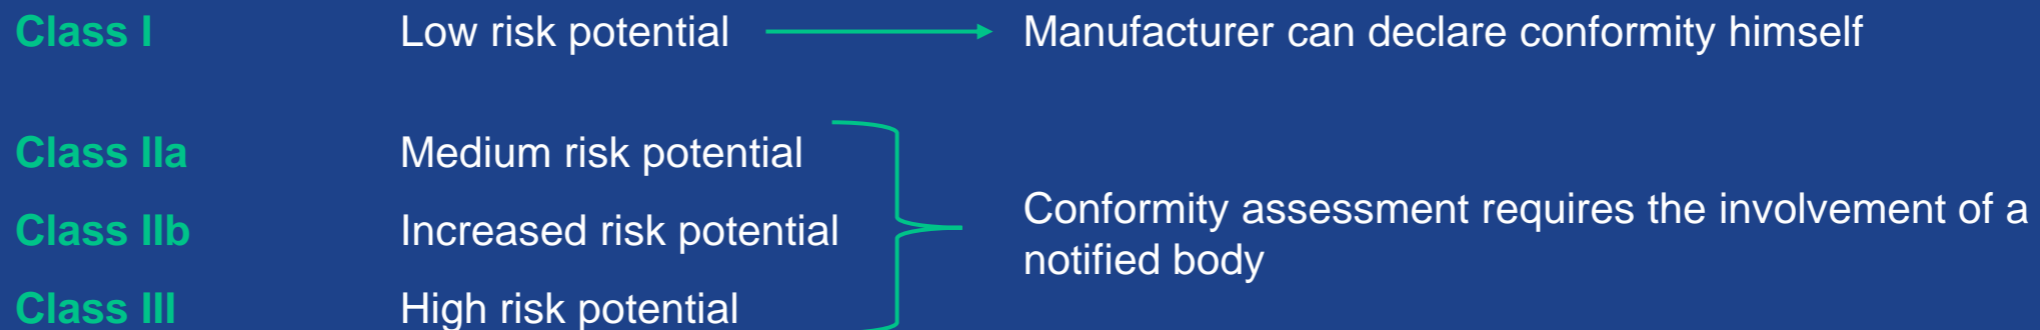 Class I Low risk potential Manufacturer can declare conformity himself
Class IIa Medium risk potential
Class IIb Increased risk potential
Conformity assessment requires the involvement of a
notified body
Class III High risk potential